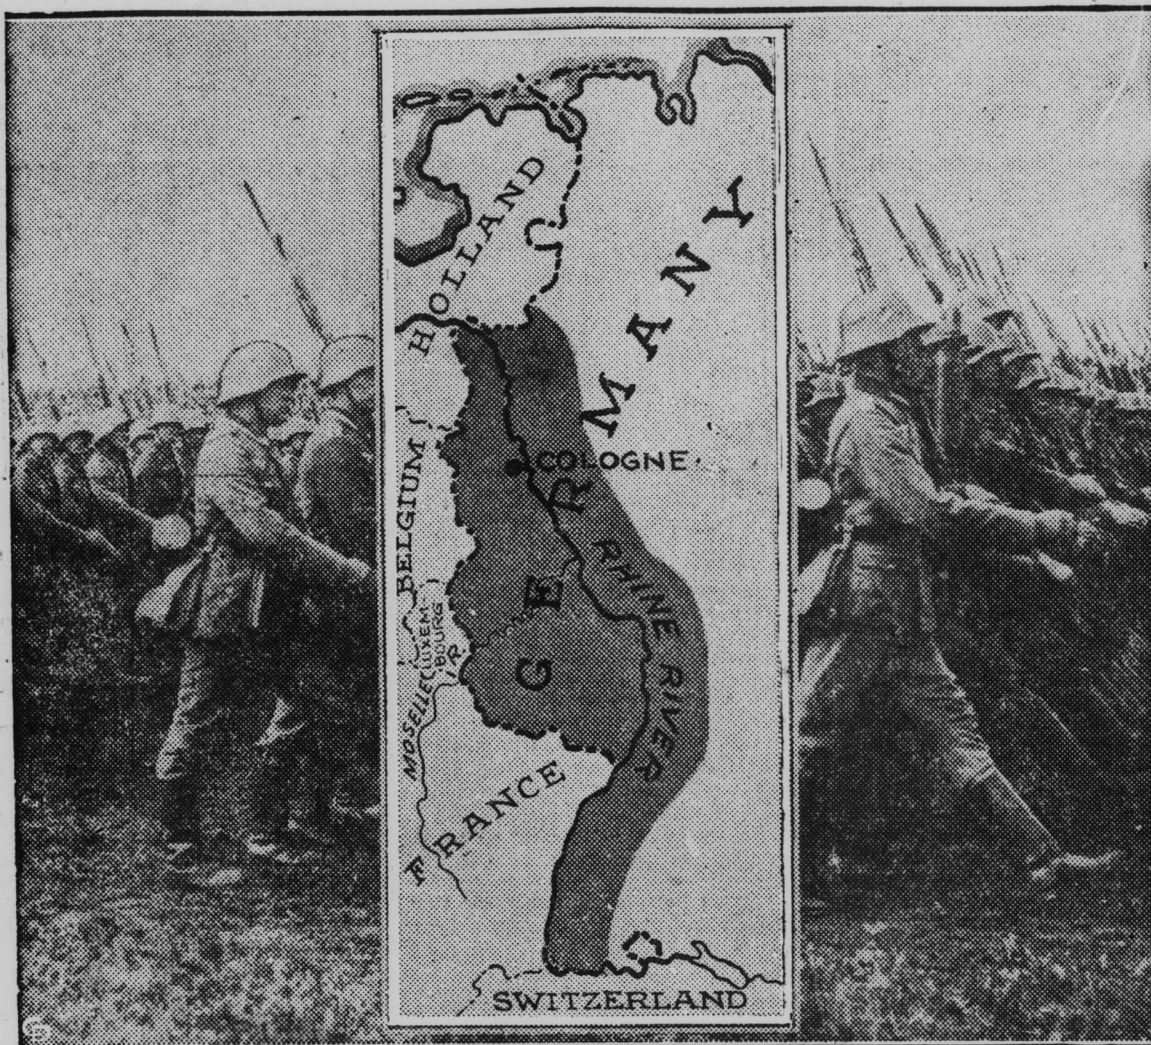 HOLLAND
GERMANY
BELGIUM
COLOGNE
RHINE RIVER
LUXEM-
BOURG
MOSELLE R.
FRANCE
SWITZERLAND